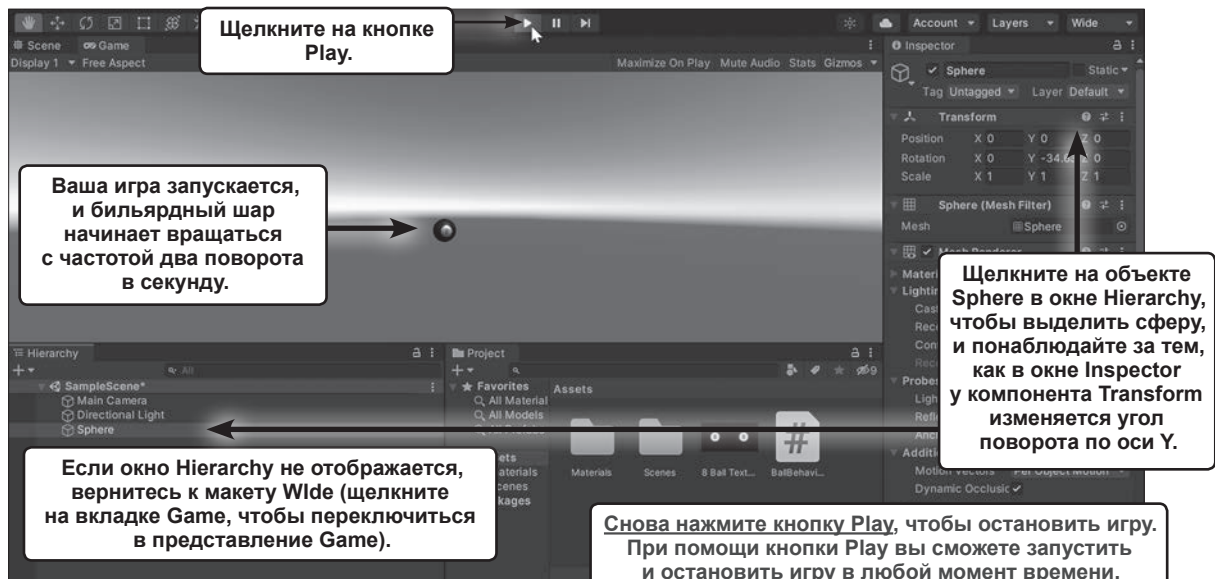 Щелкните на кнопке
Play.
Account Layers Wide
Scene Game
Display 1 Free Aspect
Maximize On Play Mute Audio Stats Gizmos
Inspector
Sphere Static
Tag Untagged Layer Default
Transform
Position X 0 Y 0 Z 0
Rotation X 0 Y -34.6 Z 0
Scale X 1 Y 1 Z 1
Sphere (Mesh Filter)
Mesh Sphere
Mesh Renderer
Ваша игра запускается,
и бильярдный шар
начинает вращаться
с частотой два поворота
в секунду.
Щелкните на объекте
Sphere в окне Hierarchy,
чтобы выделить сферу,
и понаблюдайте за тем,
как в окне Inspector
у компонента Transform
изменяется угол
поворота по оси Y.
Motion Vectors Per Object Motion
Dynamic Occlusic
Hierarchy
All
SampleScene*
Main Camera
Directional Light
Sphere
Project
9
Favorites
All Material
All Models
Assets
Materials Scenes 8 Ball Text... BallBehavi...
Если окно Hierarchy не отображается,
вернитесь к макету WIde (щелкните
на вкладке Game, чтобы переключиться
в представление Game).
Снова нажмите кнопку Play, чтобы остановить игру.
При помощи кнопки Play вы сможете запустить
и остановить игру в любой момент времени.